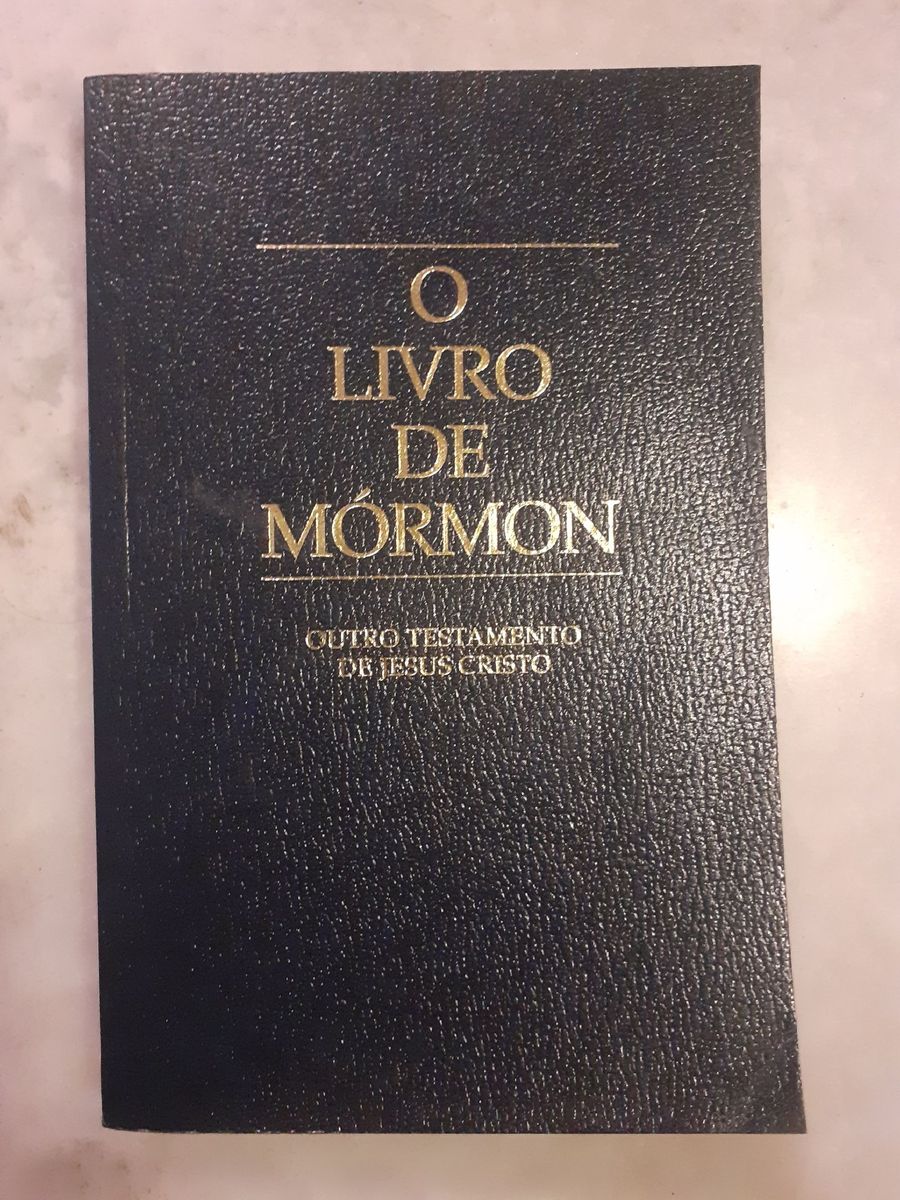 O
LIVRO
DE
MÓRMON
OUTRO TESTAMENTO
DE JESUS CRISTO